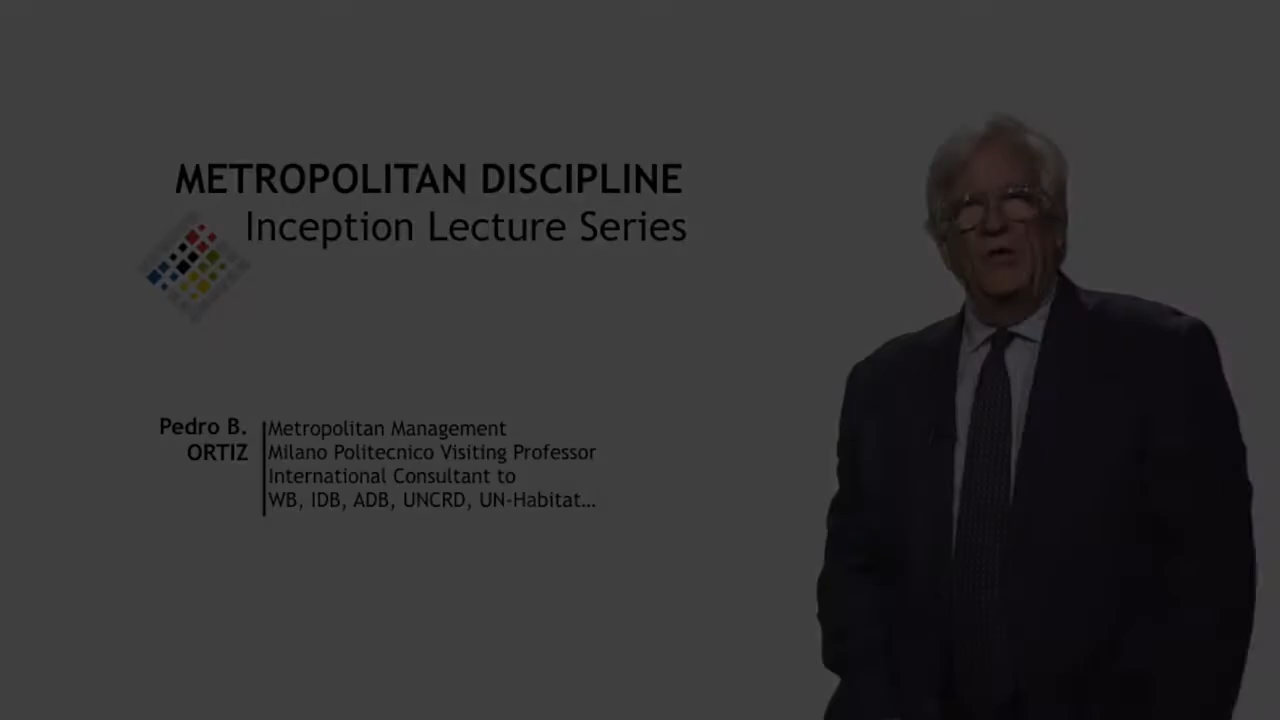 METROPOLITAN DISCIPLINE
Inception Lecture Series
Pedro B.
ORTIZ
Metropolitan Management
Milano Politecnico Visiting Professor
International Consultant to
WB, IDB, ADB, UNCRD, UN-Habitat...